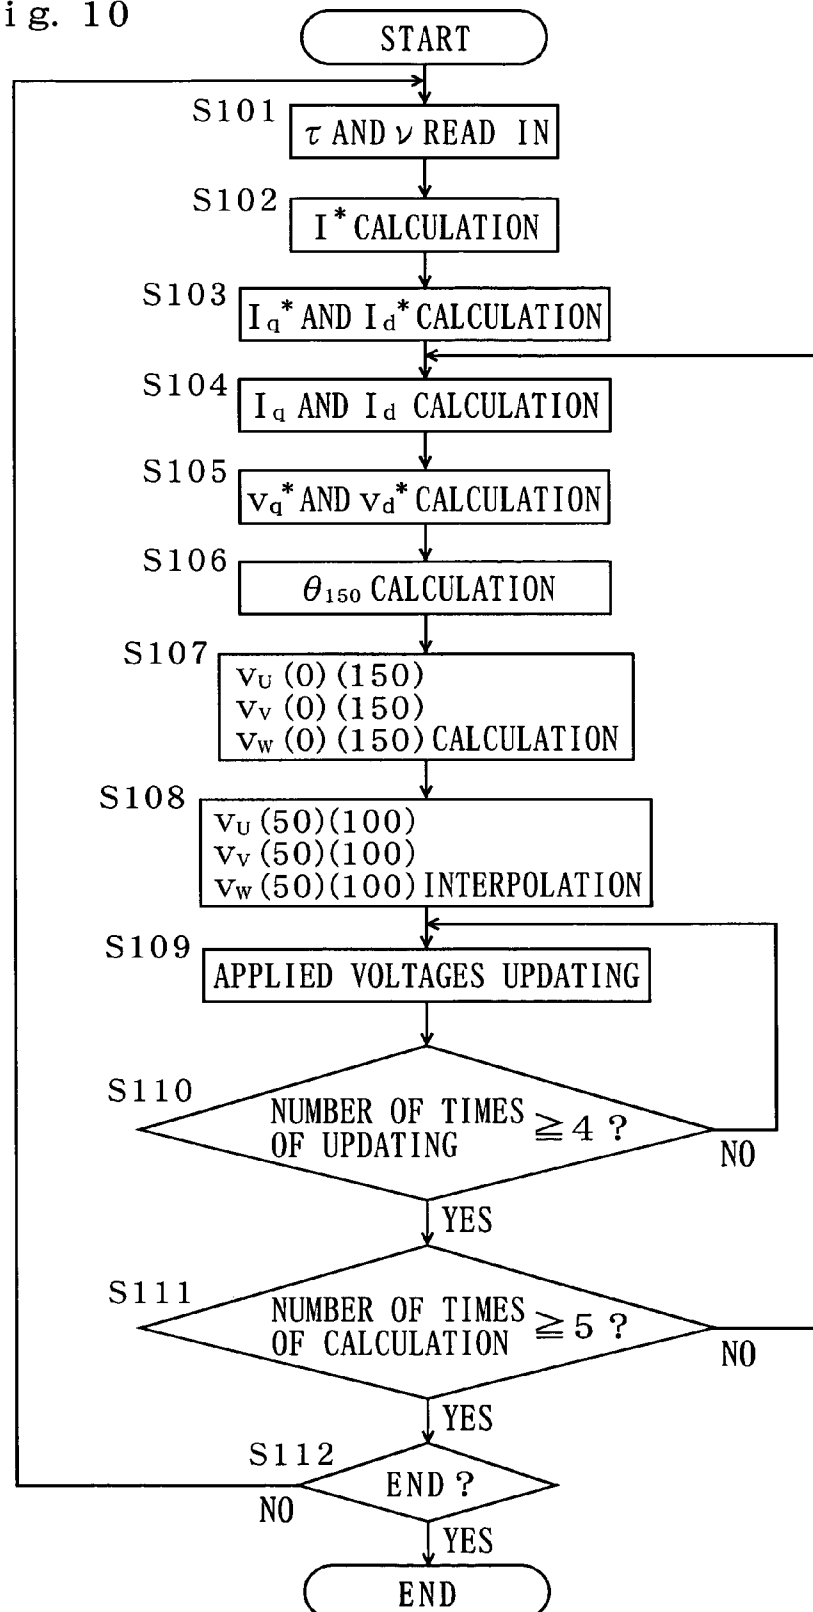 ig. 10
START
S101
τ AND ν READ IN
S102
I* CALCULATION
S103
Iq* AND Id* CALCULATION
S104
Iq AND Id CALCULATION
S105
vq* AND vd* CALCULATION
S106
θ150 CALCULATION
S107
vU (0) (150)
vV (0) (150)
vW (0) (150) CALCULATION
S108
vU (50) (100)
vV (50) (100)
vW (50) (100) INTERPOLATION
S109
APPLIED VOLTAGES UPDATING
S110
NUMBER OF TIMES
OF UPDATING ≧ 4 ?
NO
YES
S111
NUMBER OF TIMES
OF CALCULATION ≧ 5 ?
NO
YES
S112
END ?
NO
YES
END